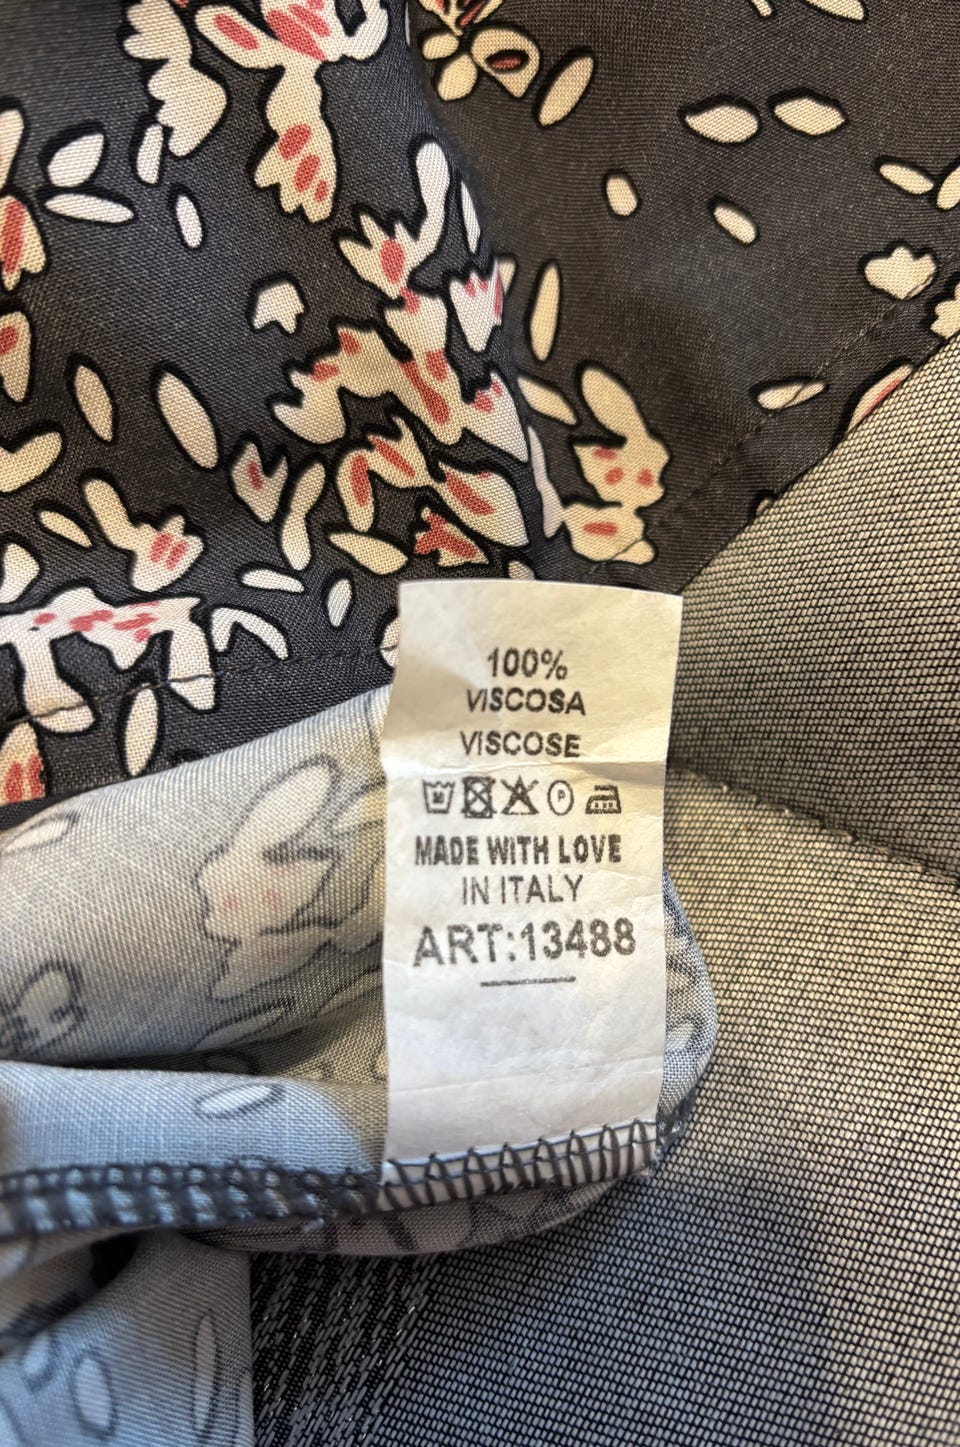 100%
VISCOSA
VISCOSE
P
MADE WITH LOVE
IN ITALY
ART:13488